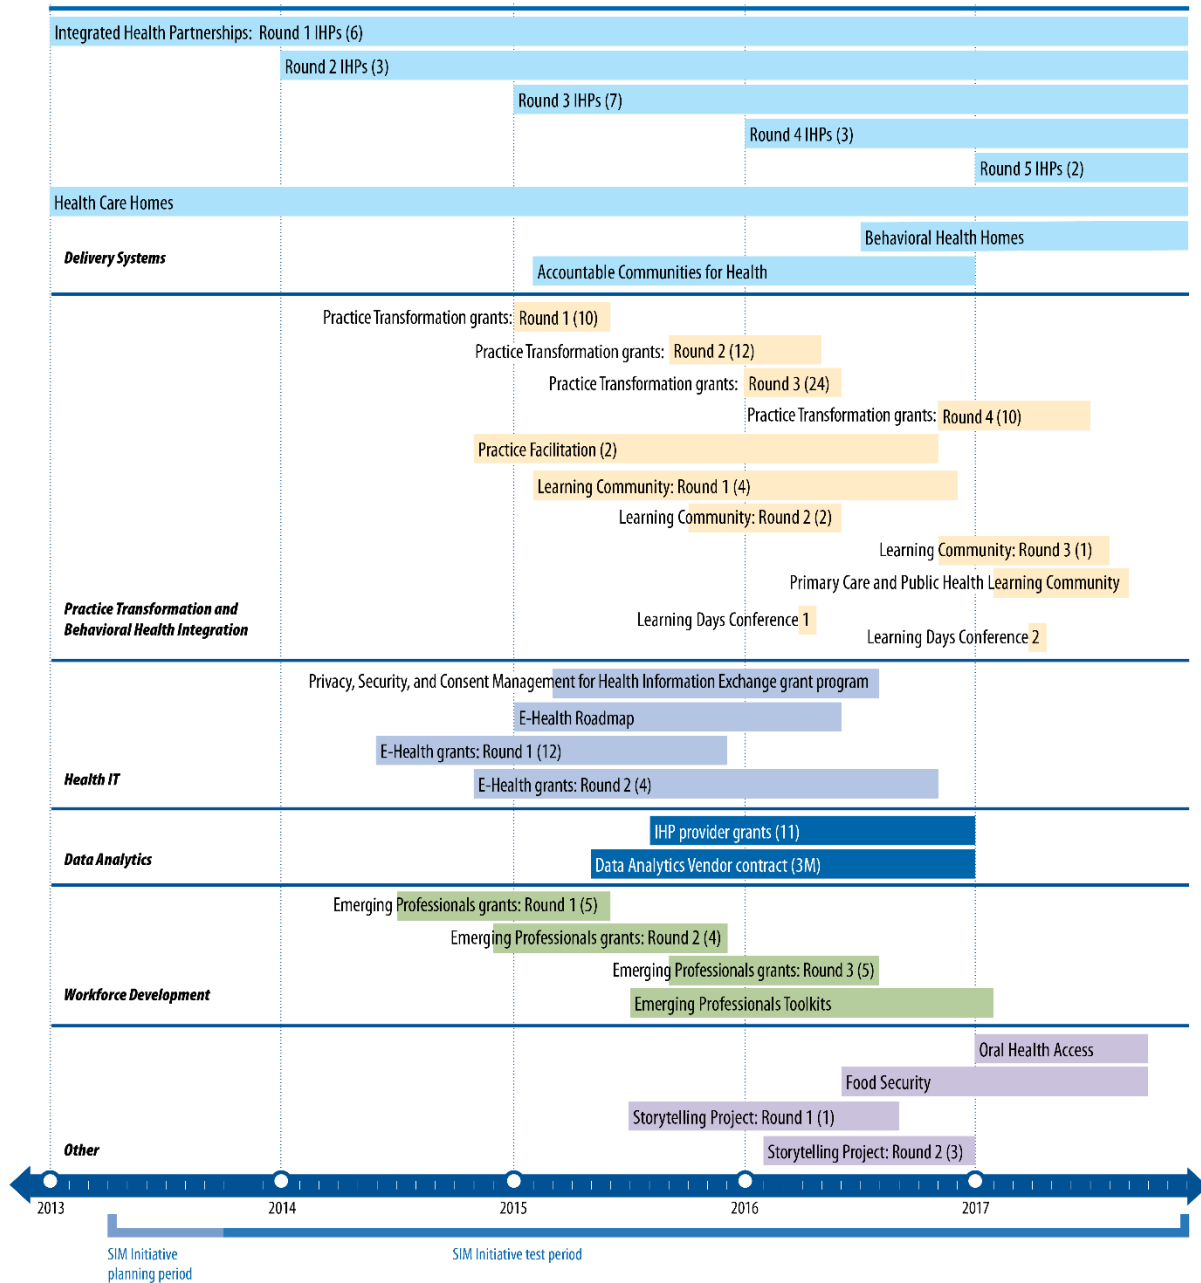 Integrated Health Partnerships: Round 1 IHPs (6)
Round 2 IHPs (3)
Round 3 IHPs (7)
Round 4 IHPs (3)
Round 5 IHPs (2)
Health Care Homes
Behavioral Health Homes
Delivery Systems
Accountable Communities for Health
Practice Transformation grants: Round 1 (10)
Practice Transformation grants: Round 2 (12)
Practice Transformation grants: Round 3 (24)
Practice Transformation grants: Round 4 (10)
Practice Facilitation (2)
Learning Community: Round 1 (4)
Learning Community: Round 2 (2)
Learning Community: Round 3 (1)
Primary Care and Public Health Learning Community
Practice Transformation and
Behavioral Health Integration
Learning Days Conference 1
Learning Days Conference 2
Privacy, Security, and Consent Management for Health Information Exchange grant program
E-Health Roadmap
E-Health grants: Round 1 (12)
Health IT
E-Health grants: Round 2 (4)
IHP provider grants (11)
Data Analytics
Data Analytics Vendor contract (3M)
Emerging Professionals grants: Round 1 (5)
Emerging Professionals grants: Round 2 (4)
Emerging Professionals grants: Round 3 (5)
Workforce Development
Emerging Professionals Toolkits
Oral Health Access
Food Security
Storytelling Project: Round 1 (1)
Other
Storytelling Project: Round 2 (3)
2013 2014 2015 2016 2017
SIM Initiative
planning period
SIM Initiative test period